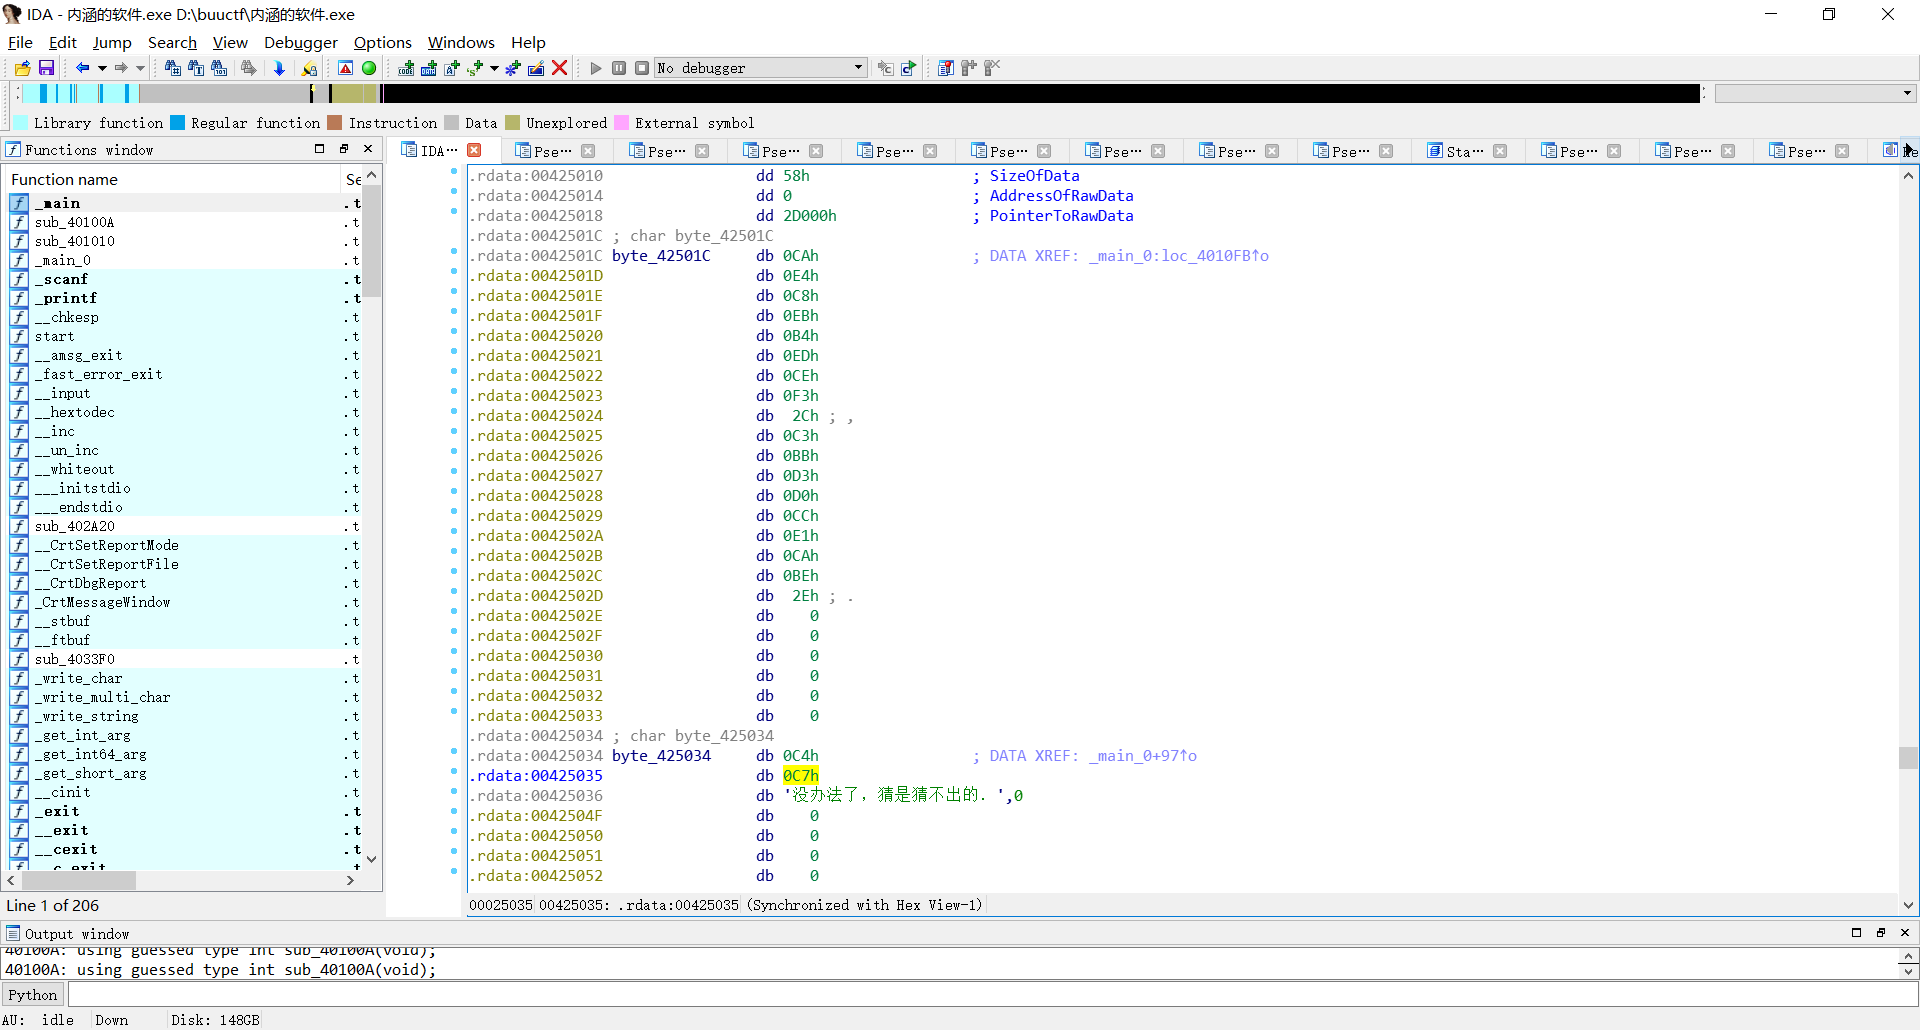 IDA - 内涵的软件.exe D:\buuctf\内涵的软件.exe
File Edit Jump Search View Debugger Options Windows Help
No debugger
Library function Regular function Instruction Data Unexplored External symbol
Functions window
IDA··· Pse··· Pse··· Pse··· Pse··· Pse··· Pse··· Pse··· Pse··· Sta··· Pse··· Pse··· Pse···
Function name Se
_main .t
sub_40100A .t
sub_401010 .t
_main_0 .t
_scanf .t
_printf .t
__chkesp .t
start .t
__amsg_exit .t
_fast_error_exit .t
__input .t
__hextodec .t
__inc .t
__un_inc .t
__whiteout .t
___initstdio .t
___endstdio .t
sub_402A20 .t
__CrtSetReportMode .t
__CrtSetReportFile .t
__CrtDbgReport .t
_CrtMessageWindow .t
__stbuf .t
__ftbuf .t
sub_4033F0 .t
_write_char .t
_write_multi_char .t
_write_string .t
_get_int_arg .t
_get_int64_arg .t
_get_short_arg .t
__cinit .t
_exit .t
__exit .t
__cexit .t
__c_exit .t
Line 1 of 206
.rdata:00425010 dd 58h ; SizeOfData
.rdata:00425014 dd 0 ; AddressOfRawData
.rdata:00425018 dd 2D000h ; PointerToRawData
.rdata:0042501C ; char byte_42501C
.rdata:0042501C byte_42501C db 0CAh ; DATA XREF: _main_0:loc_4010FB↑o
.rdata:0042501D db 0E4h
.rdata:0042501E db 0C8h
.rdata:0042501F db 0EBh
.rdata:00425020 db 0B4h
.rdata:00425021 db 0EDh
.rdata:00425022 db 0CEh
.rdata:00425023 db 0F3h
.rdata:00425024 db 2Ch ; ,
.rdata:00425025 db 0C3h
.rdata:00425026 db 0BBh
.rdata:00425027 db 0D3h
.rdata:00425028 db 0D0h
.rdata:00425029 db 0CCh
.rdata:0042502A db 0E1h
.rdata:0042502B db 0CAh
.rdata:0042502C db 0BEh
.rdata:0042502D db 2Eh ; .
.rdata:0042502E db 0
.rdata:0042502F db 0
.rdata:00425030 db 0
.rdata:00425031 db 0
.rdata:00425032 db 0
.rdata:00425033 db 0
.rdata:00425034 ; char byte_425034
.rdata:00425034 byte_425034 db 0C4h ; DATA XREF: _main_0+97↑o
.rdata:00425035 db 0C7h
.rdata:00425036 db '没办法了，猜是猜不出的. ',0
.rdata:0042504F db 0
.rdata:00425050 db 0
.rdata:00425051 db 0
.rdata:00425052 db 0
00025035 00425035: .rdata:00425035 (Synchronized with Hex View-1)
Output window
40100A: using guessed type int sub_40100A(void);
40100A: using guessed type int sub_40100A(void);
Python
AU: idle Down Disk: 148GB